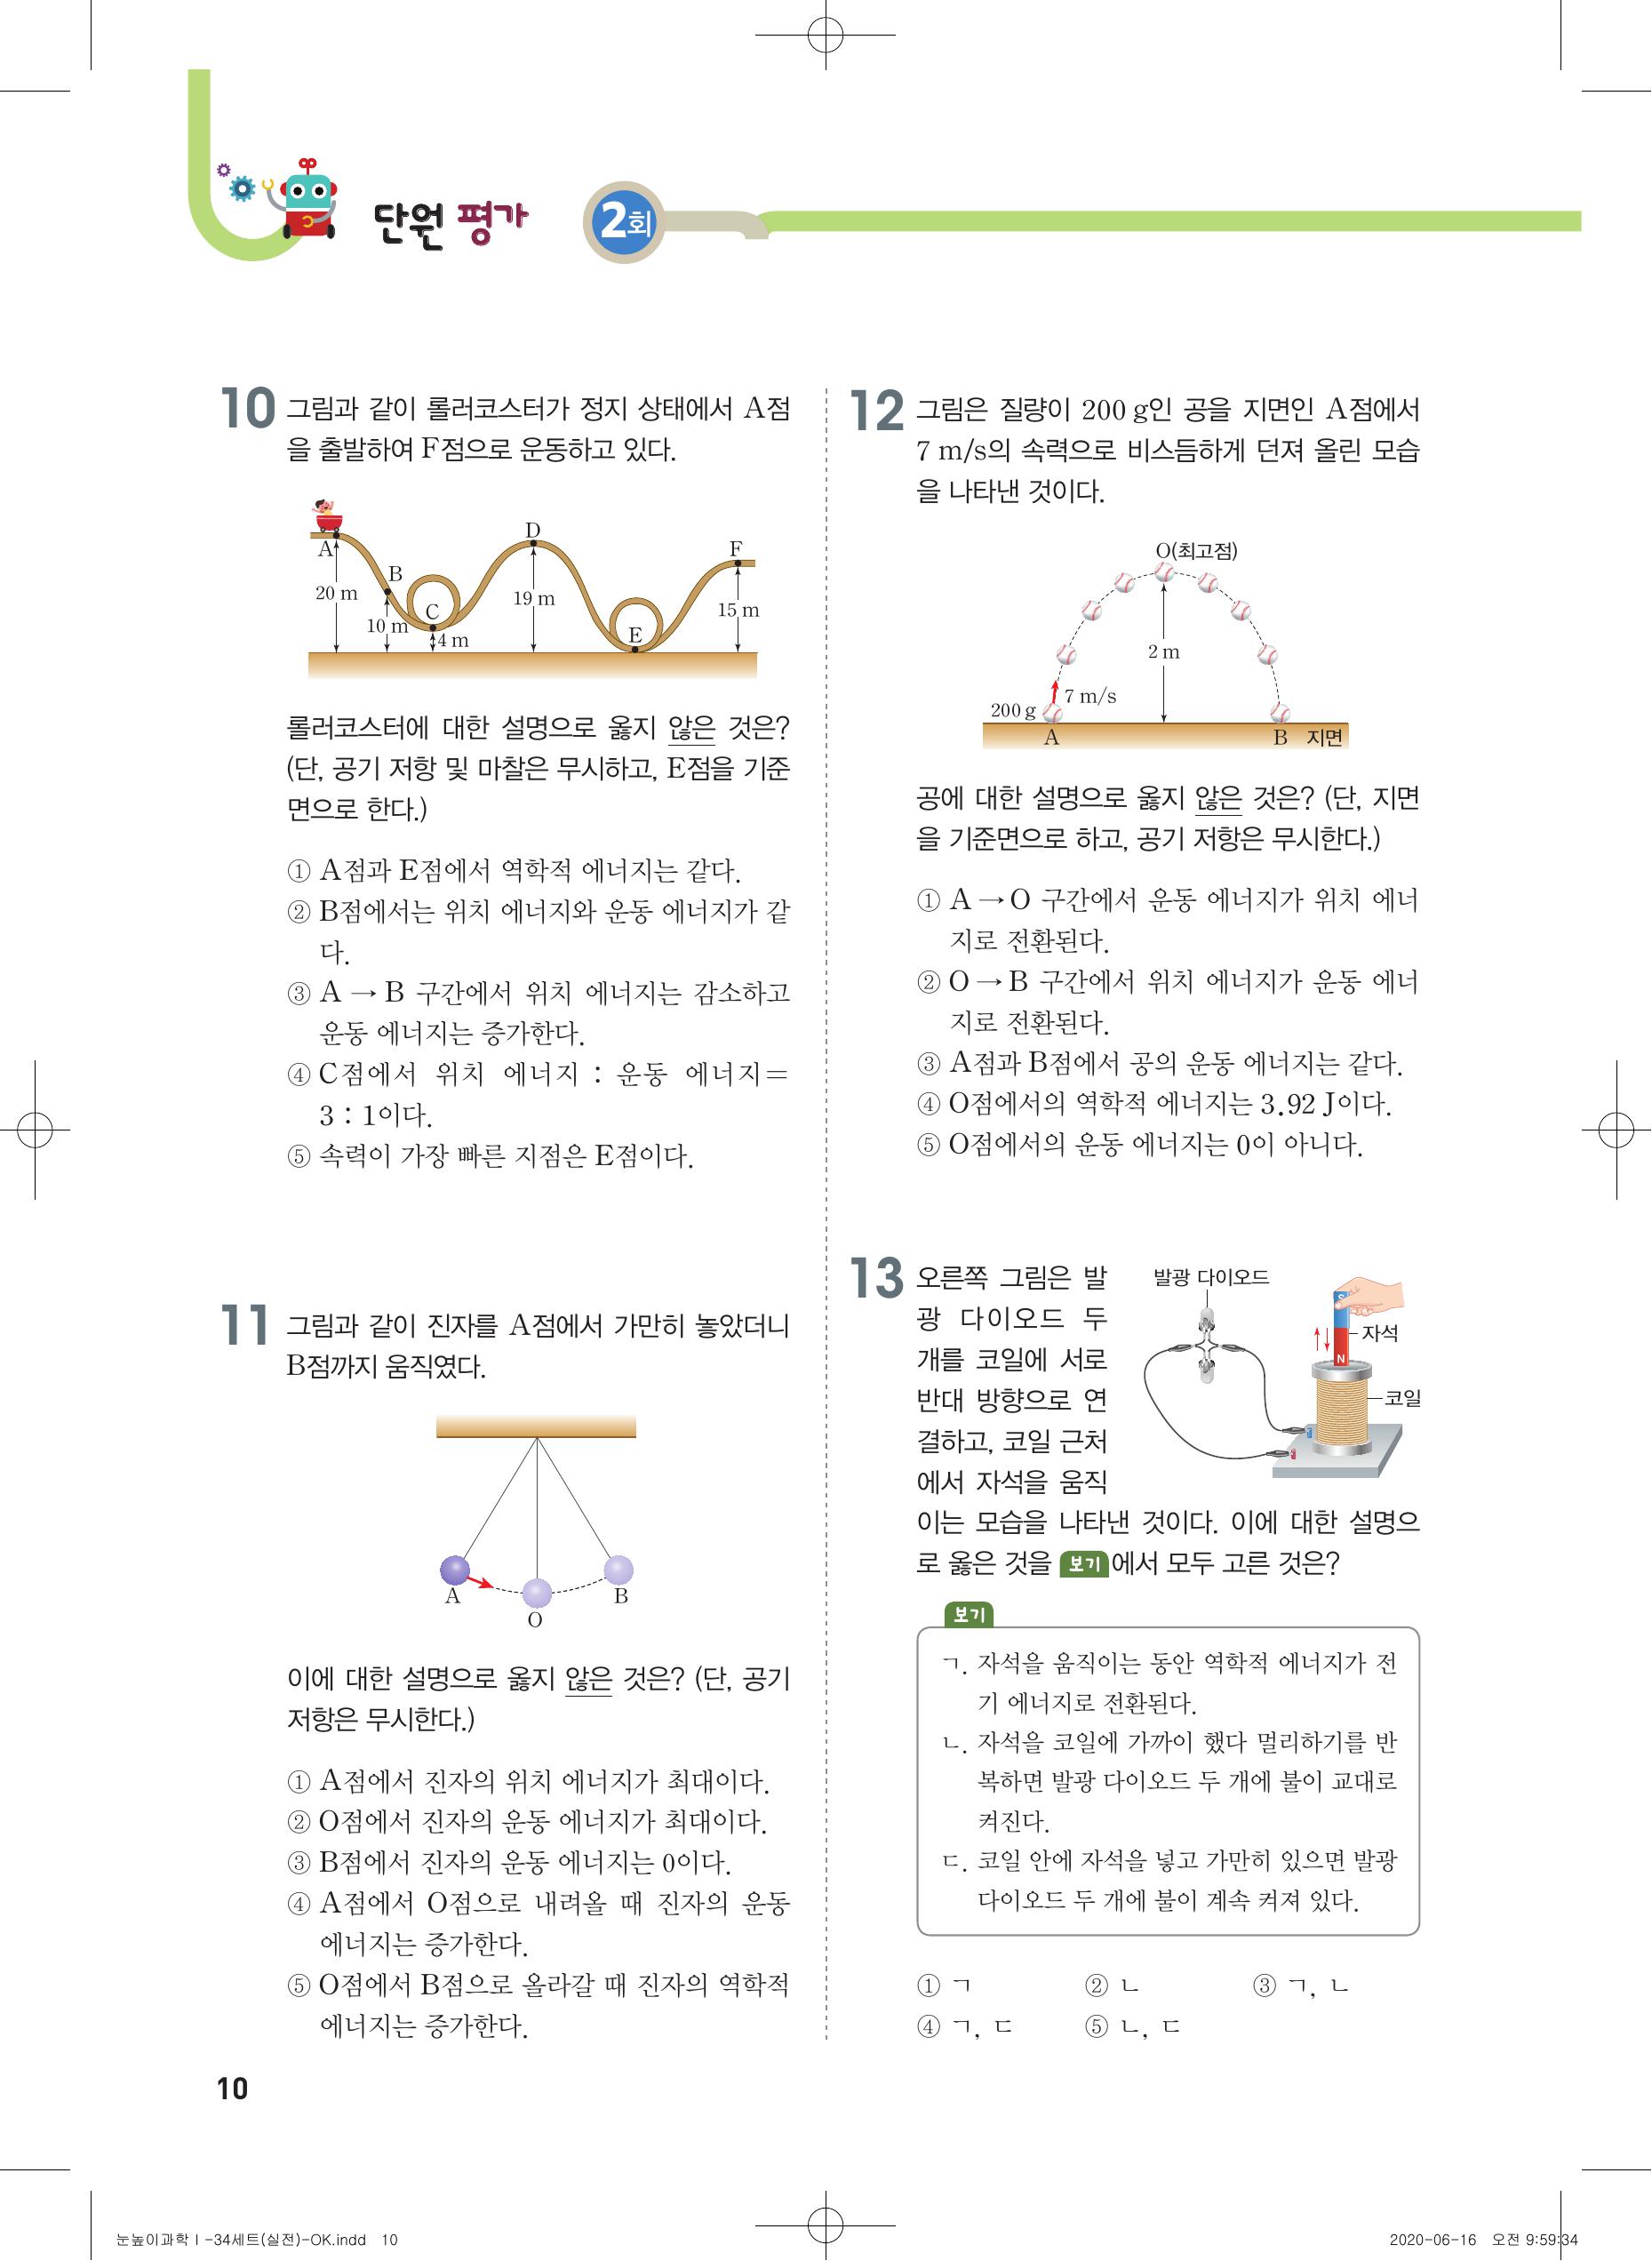 단원 평가 2회
10 그림과 같이 롤러코스터가 정지 상태에서 A점
을 출발하여 F점으로 운동하고 있다.
A
B
C
D
E
F
20 m
10 m
4 m
19 m
15 m
롤러코스터에 대한 설명으로 옳지 않은 것은?
(단, 공기 저항 및 마찰은 무시하고, E점을 기준
면으로 한다.)
① A점과 E점에서 역학적 에너지는 같다.
② B점에서는 위치 에너지와 운동 에너지가 같
다.
③ A → B 구간에서 위치 에너지는 감소하고
운동 에너지는 증가한다.
④ C점에서 위치 에너지 : 운동 에너지=
3 : 1이다.
⑤ 속력이 가장 빠른 지점은 E점이다.
11 그림과 같이 진자를 A점에서 가만히 놓았더니
B점까지 움직였다.
A
O
B
이에 대한 설명으로 옳지 않은 것은? (단, 공기
저항은 무시한다.)
① A점에서 진자의 위치 에너지가 최대이다.
② O점에서 진자의 운동 에너지가 최대이다.
③ B점에서 진자의 운동 에너지는 0이다.
④ A점에서 O점으로 내려올 때 진자의 운동
에너지는 증가한다.
⑤ O점에서 B점으로 올라갈 때 진자의 역학적
에너지는 증가한다.
12 그림은 질량이 200 g인 공을 지면인 A점에서
7 m/s의 속력으로 비스듬하게 던져 올린 모습
을 나타낸 것이다.
O(최고점)
2 m
7 m/s
200 g
A
B 지면
공에 대한 설명으로 옳지 않은 것은? (단, 지면
을 기준면으로 하고, 공기 저항은 무시한다.)
① A → O 구간에서 운동 에너지가 위치 에너
지로 전환된다.
② O → B 구간에서 위치 에너지가 운동 에너
지로 전환된다.
③ A점과 B점에서 공의 운동 에너지는 같다.
④ O점에서의 역학적 에너지는 3.92 J이다.
⑤ O점에서의 운동 에너지는 0이 아니다.
13 오른쪽 그림은 발
광 다이오드 두
개를 코일에 서로
반대 방향으로 연
결하고, 코일 근처
에서 자석을 움직
이는 모습을 나타낸 것이다. 이에 대한 설명으
로 옳은 것을 보기에서 모두 고른 것은?
발광 다이오드
S
자석
N
코일
보기
ㄱ. 자석을 움직이는 동안 역학적 에너지가 전
기 에너지로 전환된다.
ㄴ. 자석을 코일에 가까이 했다 멀리하기를 반
복하면 발광 다이오드 두 개에 불이 교대로
켜진다.
ㄷ. 코일 안에 자석을 넣고 가만히 있으면 발광
다이오드 두 개에 불이 계속 켜져 있다.
① ㄱ ② ㄴ ③ ㄱ, ㄴ
④ ㄱ, ㄷ ⑤ ㄴ, ㄷ
10
눈높이과학Ⅰ-34세트(실전)-OK.indd 10
2020-06-16 오전 9:59:34